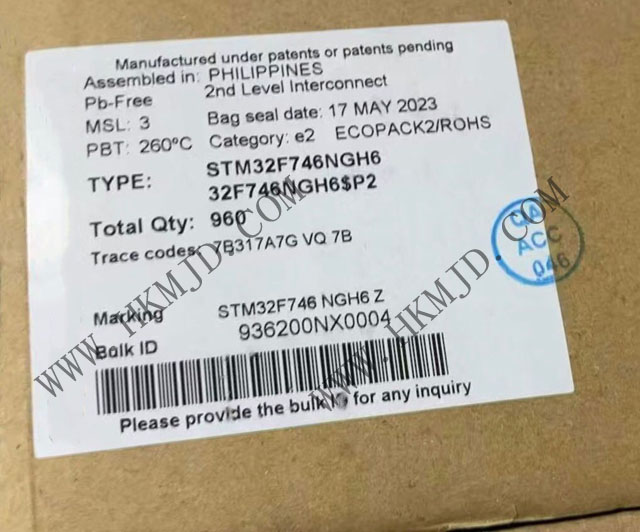 Manufactured under patents or patents pending
Assembled in: PHILIPPINES
Pb-Free 2nd Level Interconnect
MSL: 3 Bag seal date: 17 MAY 2023
PBT: 260ºC Category: e2 ECOPACK2/ROHS
TYPE: STM32F746NGH6
32F746NGH6$P2
Total Qty: 960
Trace codes: 7B317A7G VQ 7B
QA
ACC
046
Marking STM32F746 NGH6 Z
Bulk ID 936200NX0004
Please provide the bulk ID for any inquiry
WWW.HKMJD.COM
WWW.HKMJD.COM